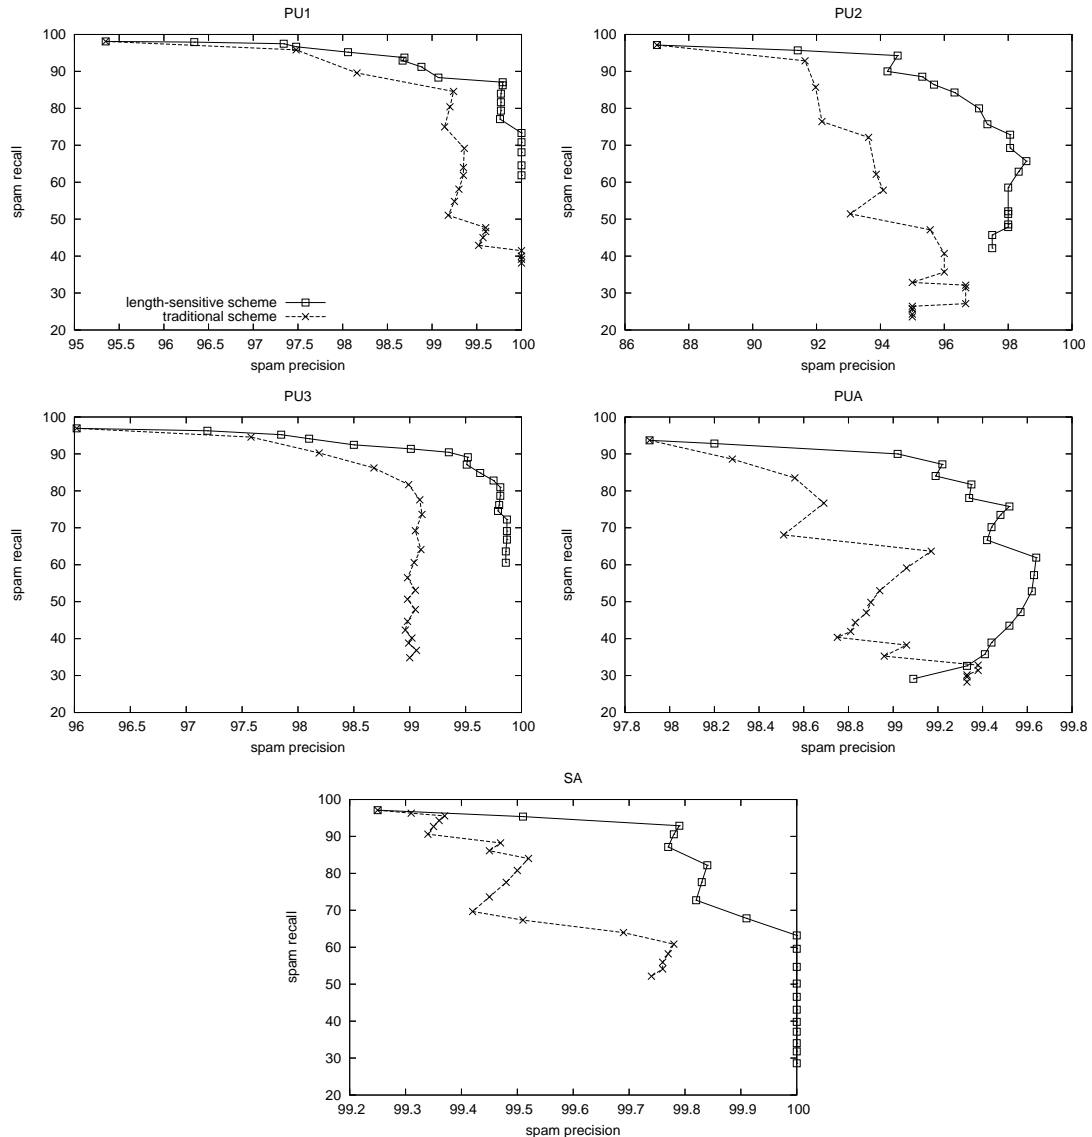 PU1
100
90
80
70
60
50
40
30
20
spam recall
length-sensitive scheme
traditional scheme
95 95.5 96 96.5 97 97.5 98 98.5 99 99.5 100
spam precision
PU2
100
90
80
70
60
50
40
30
20
spam recall
86 88 90 92 94 96 98 100
spam precision
PU3
100
90
80
70
60
50
40
30
20
spam recall
96 96.5 97 97.5 98 98.5 99 99.5 100
spam precision
PUA
100
90
80
70
60
50
40
30
20
spam recall
97.8 98 98.2 98.4 98.6 98.8 99 99.2 99.4 99.6 99.8
spam precision
SA
100
90
80
70
60
50
40
30
20
spam recall
99.2 99.3 99.4 99.5 99.6 99.7 99.8 99.9 100
spam precision